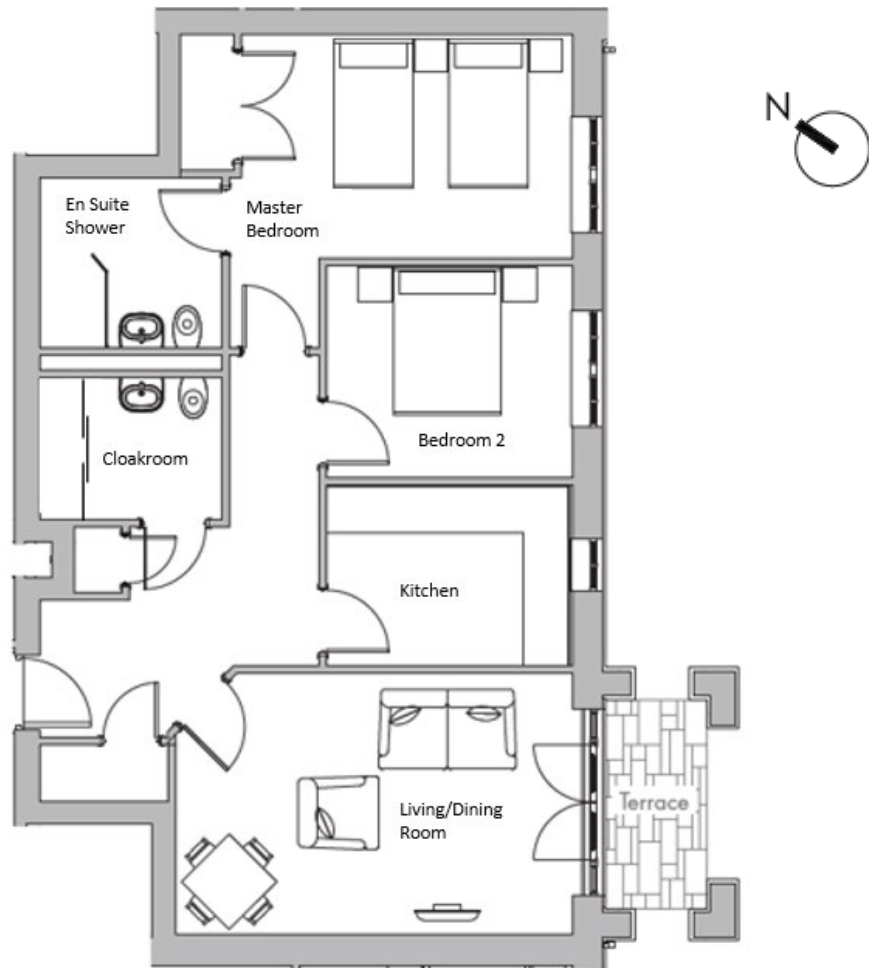 N
En Suite
Shower
Master
Bedroom
Bedroom 2
Cloakroom
Kitchen
Living/Dining
Room
Terrace